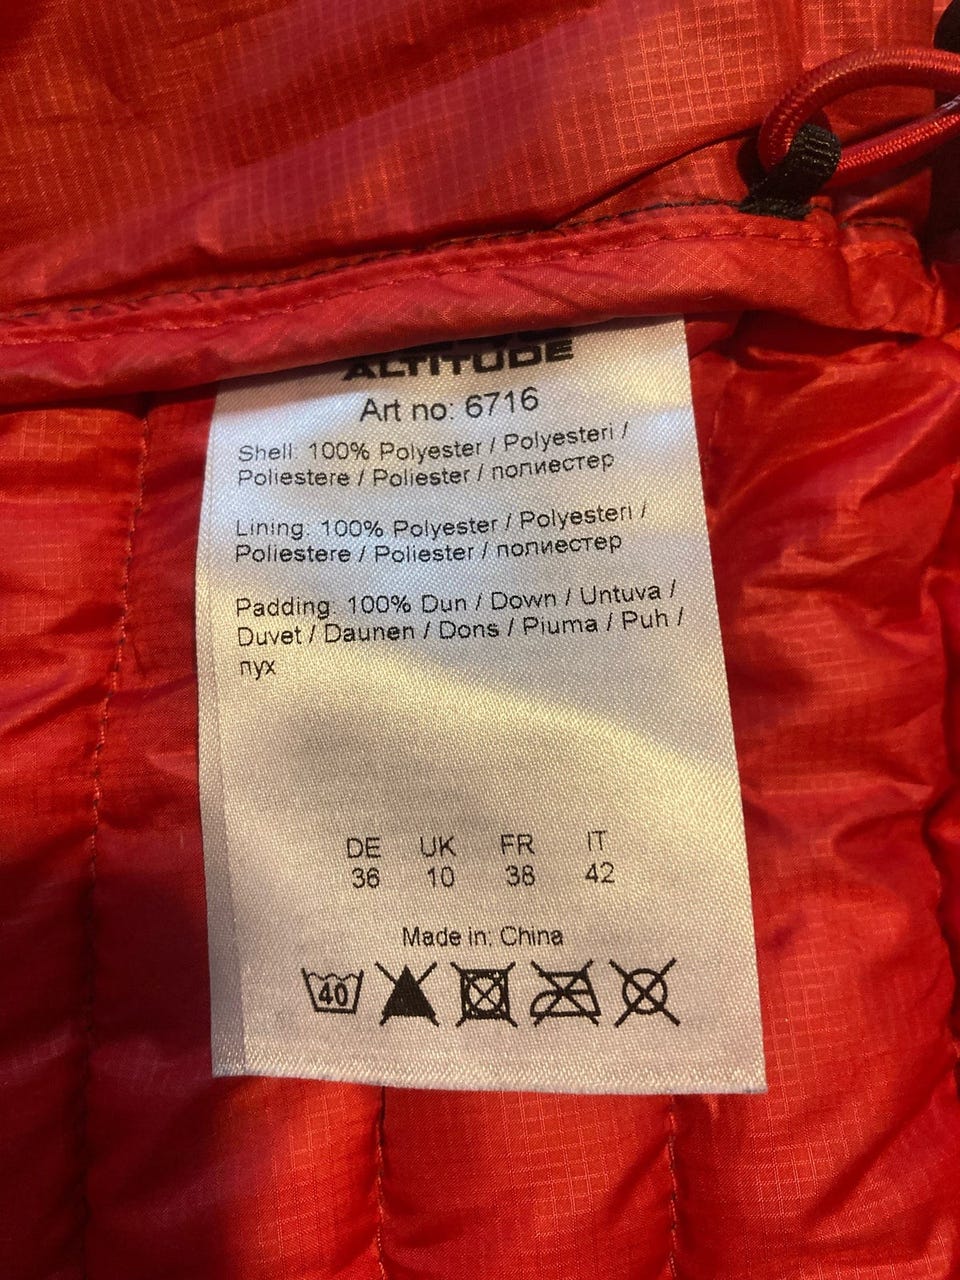 ALTITUDE
Art no: 6716
Shell: 100% Polyester / Polyesteri /
Poliestere / Poliester / полиестер
Lining: 100% Polyester / Polyesteri /
Poliestere / Poliester / полиестер
Padding: 100% Dun / Down / Untuva /
Duvet / Daunen / Dons / Piuma / Puh /
пух
DE UK FR IT
36 10 38 42
Made in: China
40